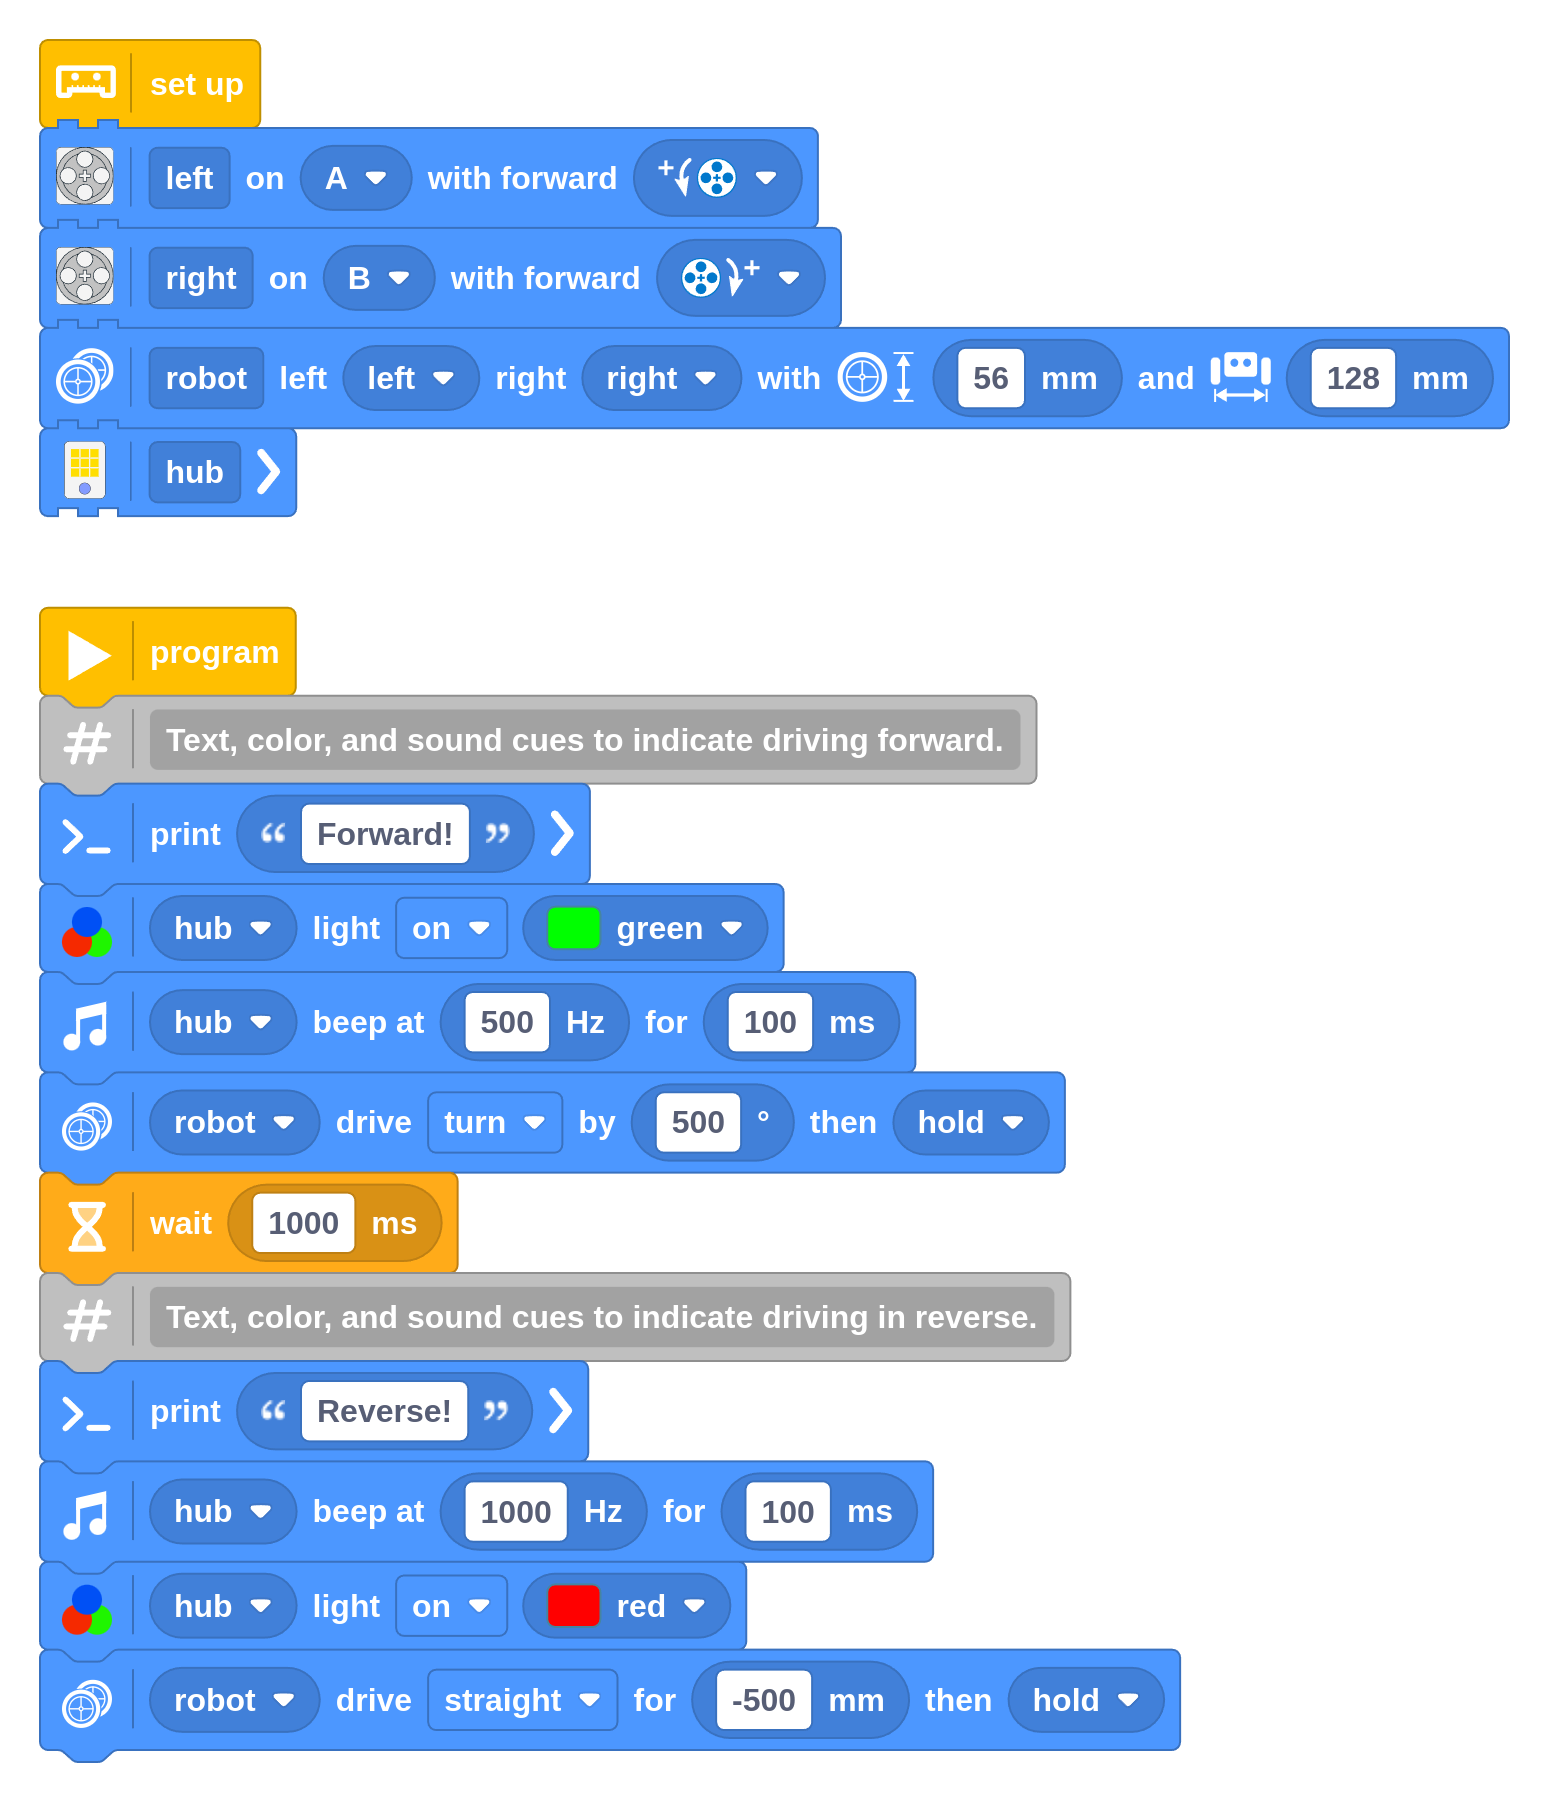 set up
left on A with forward +
right on B with forward +
robot left left right right with 56 mm and 128 mm
hub
program
# Text, color, and sound cues to indicate driving forward.
print “ Forward! ”
hub light on green
hub beep at 500 Hz for 100 ms
robot drive turn by 500 ° then hold
wait 1000 ms
# Text, color, and sound cues to indicate driving in reverse.
print “ Reverse! ”
hub beep at 1000 Hz for 100 ms
hub light on red
robot drive straight for -500 mm then hold